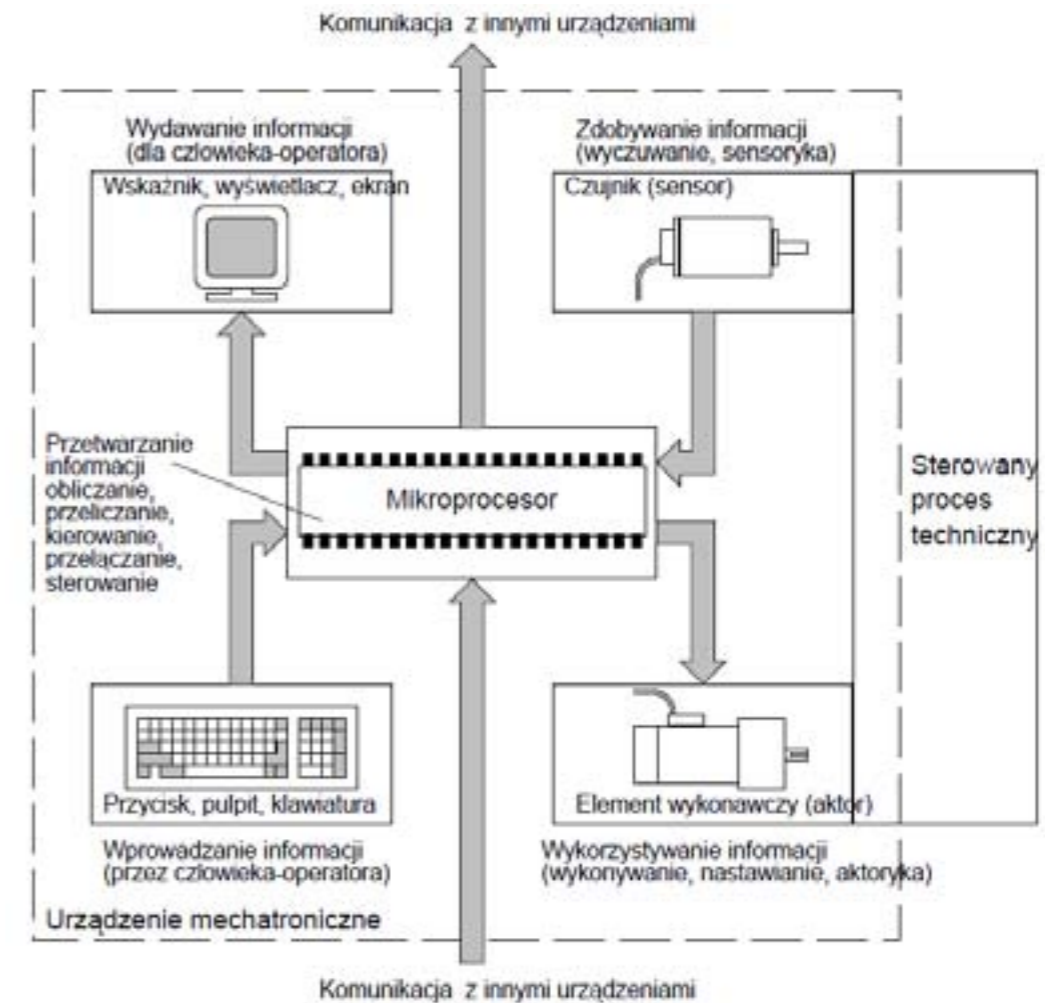 Komunikacja z innymi urządzeniami
Wydawanie informacji
(dla człowieka-operatora)
Wskaźnik, wyświetlacz, ekran
Zdobywanie informacji
(wyczuwanie, sensoryka)
Czujnik (sensor)
Przetwarzanie
informacji
obliczanie,
przeliczanie,
kierowanie,
przełączanie,
sterowanie
Mikroprocesor
Sterowany
proces
techniczny
Przycisk, pulpit, klawiatura
Wprowadzanie informacji
(przez człowieka-operatora)
Element wykonawczy (aktor)
Wykorzystywanie informacji
(wykonywanie, nastawianie, aktoryka)
Urządzenie mechatroniczne
Komunikacja z innymi urządzeniami